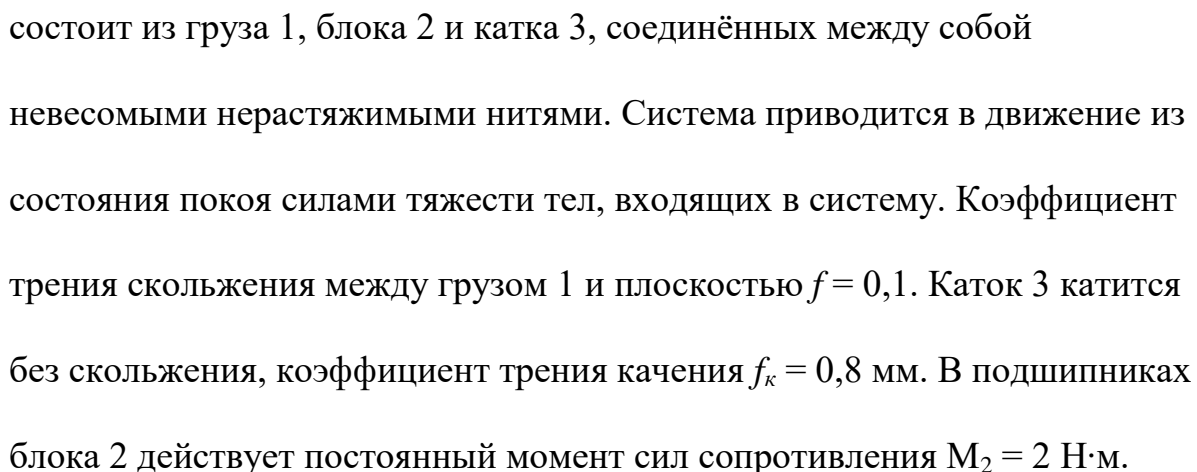 состоит из груза 1, блока 2 и катка 3, соединённых между собой
невесомыми нерастяжимыми нитями. Система приводится в движение из
состояния покоя силами тяжести тел, входящих в систему. Коэффициент
трения скольжения между грузом 1 и плоскостью f = 0,1. Каток 3 катится
без скольжения, коэффициент трения качения fк = 0,8 мм. В подшипниках
блока 2 действует постоянный момент сил сопротивления М₂ = 2 Н·м.